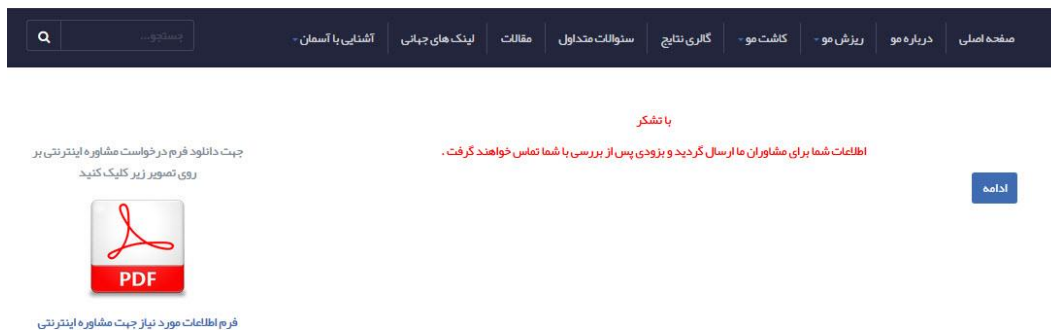 صفحه اصلی درباره مو ریزش مو کاشت مو گالری نتایج سئوالات متداول مقالات لینک های جهانی آشنایی با آسمان جستجو...
با تشکر
اطلاعات شما برای مشاوران ما ارسال گردید و بزودی پس از بررسی با شما تماس خواهند گرفت .
ادامه
جهت دانلود فرم درخواست مشاوره اینترنتی بر
روی تصویر زیر کلیک کنید
PDF
فرم اطلاعات مورد نیاز جهت مشاوره اینترنتی